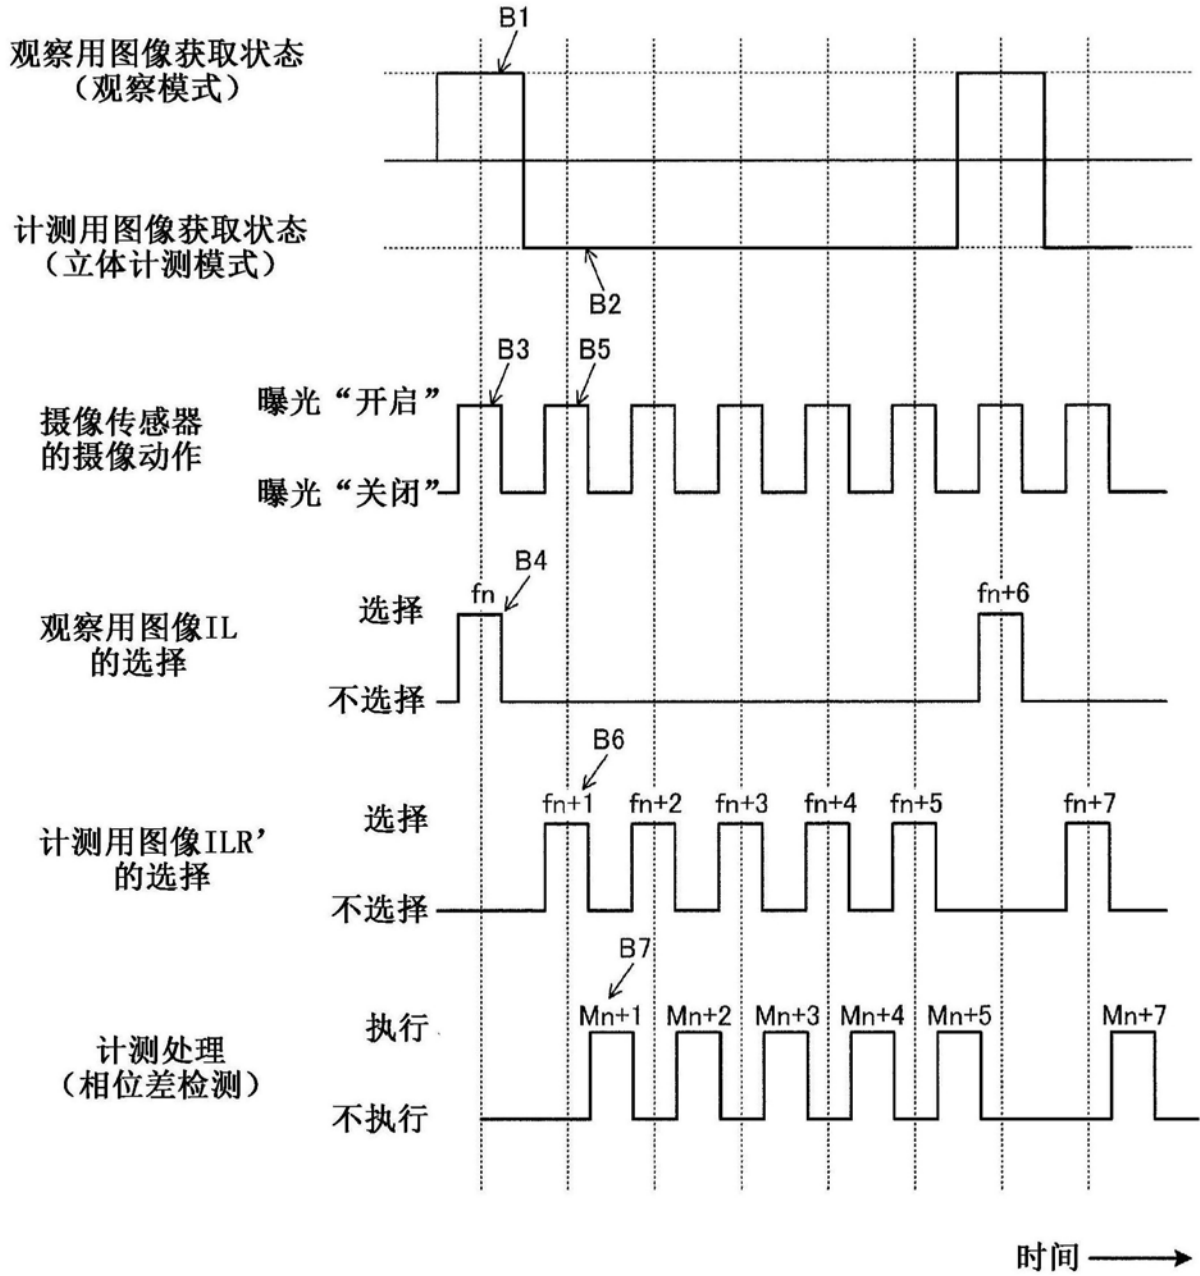 B1
观察用图像获取状态
（观察模式）
计测用图像获取状态
（立体计测模式）
B2
B3
B5
曝光“开启”
摄像传感器
的摄像动作
曝光“关闭”
B4
fn
fn+6
选择
观察用图像IL
的选择
不选择
B6
fn+1 fn+2 fn+3 fn+4 fn+5 fn+7
选择
计测用图像ILR’
的选择
不选择
B7
Mn+1 Mn+2 Mn+3 Mn+4 Mn+5 Mn+7
执行
计测处理
（相位差检测）
不执行
时间